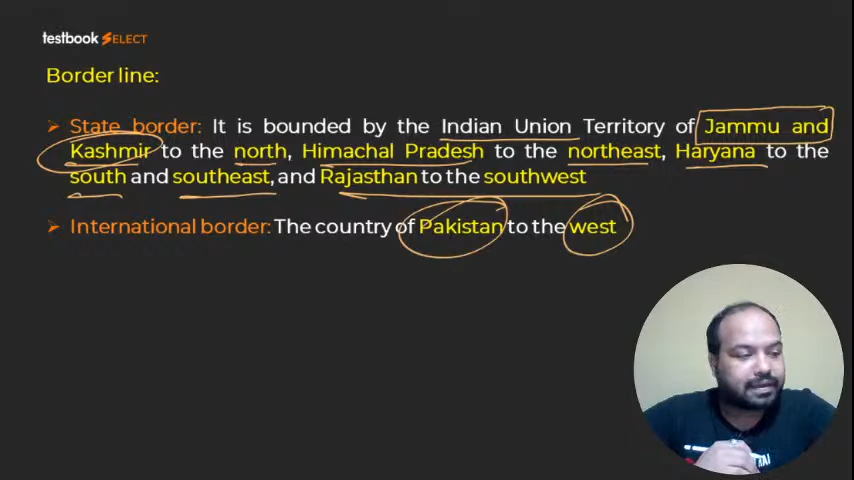 testbook SELECT
Border line:
➢ State border: It is bounded by the Indian Union Territory of Jammu and
Kashmir to the north, Himachal Pradesh to the northeast, Haryana to the
south and southeast, and Rajasthan to the southwest
➢ International border: The country of Pakistan to the west